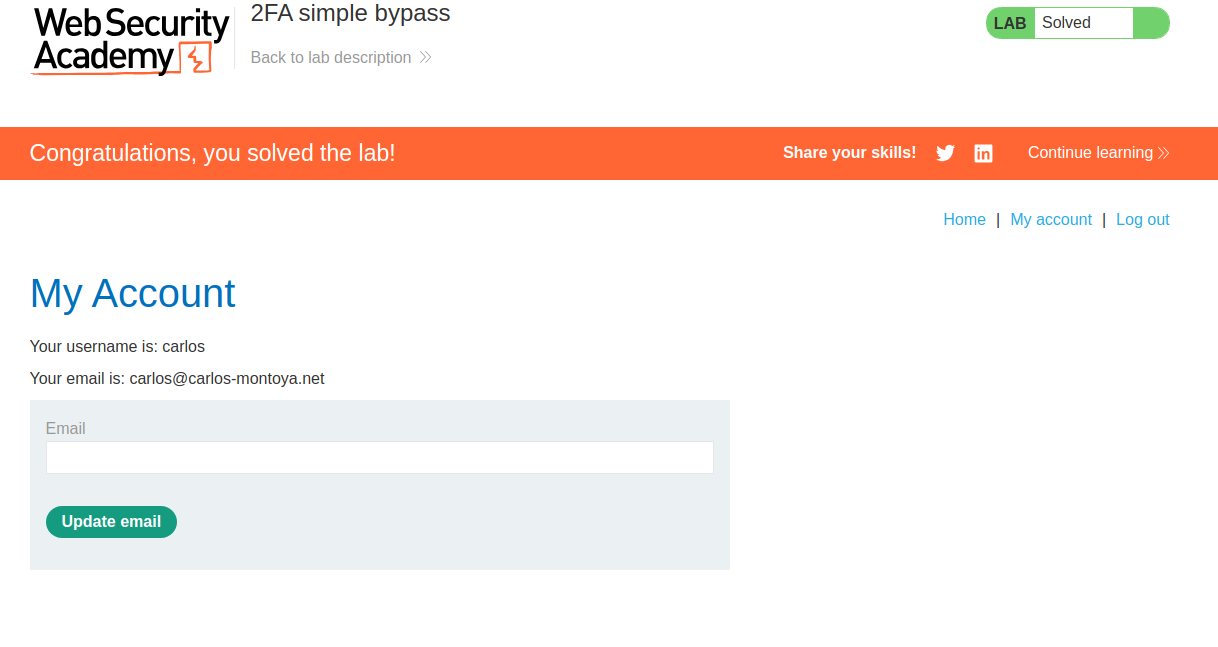 Web Security
Academy
2FA simple bypass
Back to lab description
LAB Solved
Congratulations, you solved the lab!
Share your skills!
Continue learning
Home | My account | Log out
My Account
Your username is: carlos
Your email is: carlos@carlos-montoya.net
Email
Update email